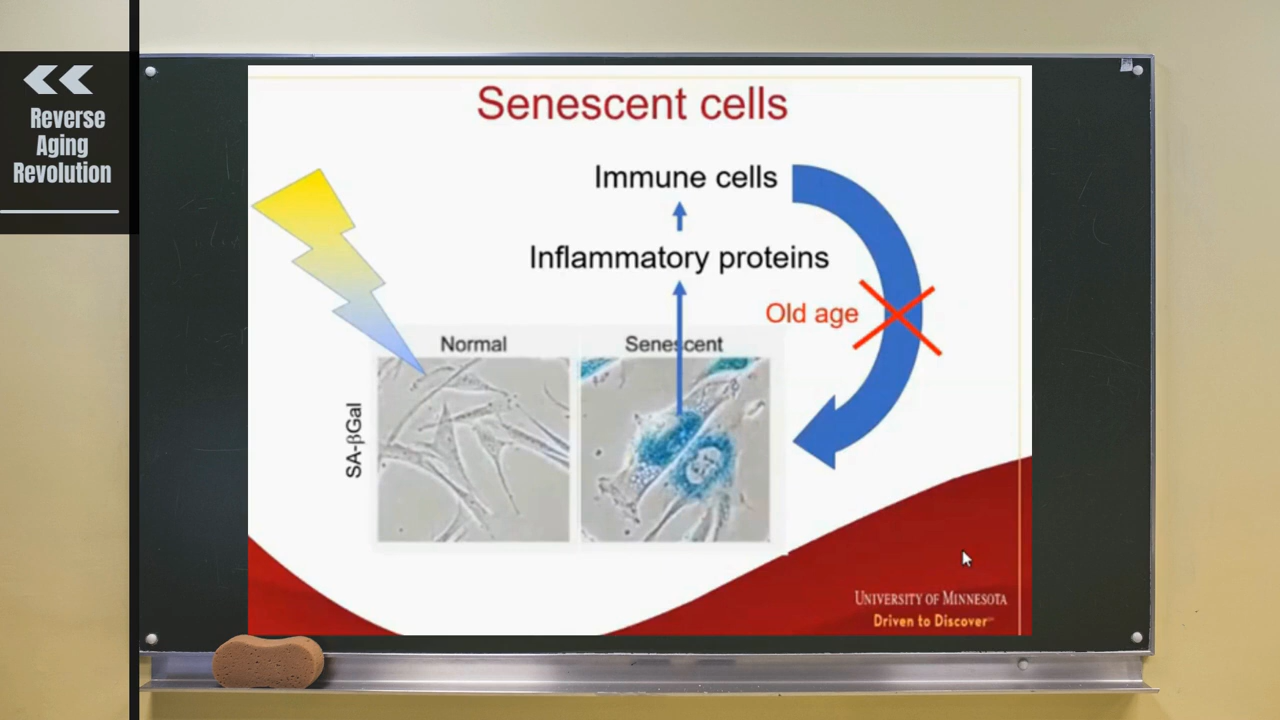 Reverse
Aging
Revolution
Senescent cells
Immune cells
Inflammatory proteins
Old age
Normal
Senescent
SA-βGal
UNIVERSITY OF MINNESOTA
Driven to Discover